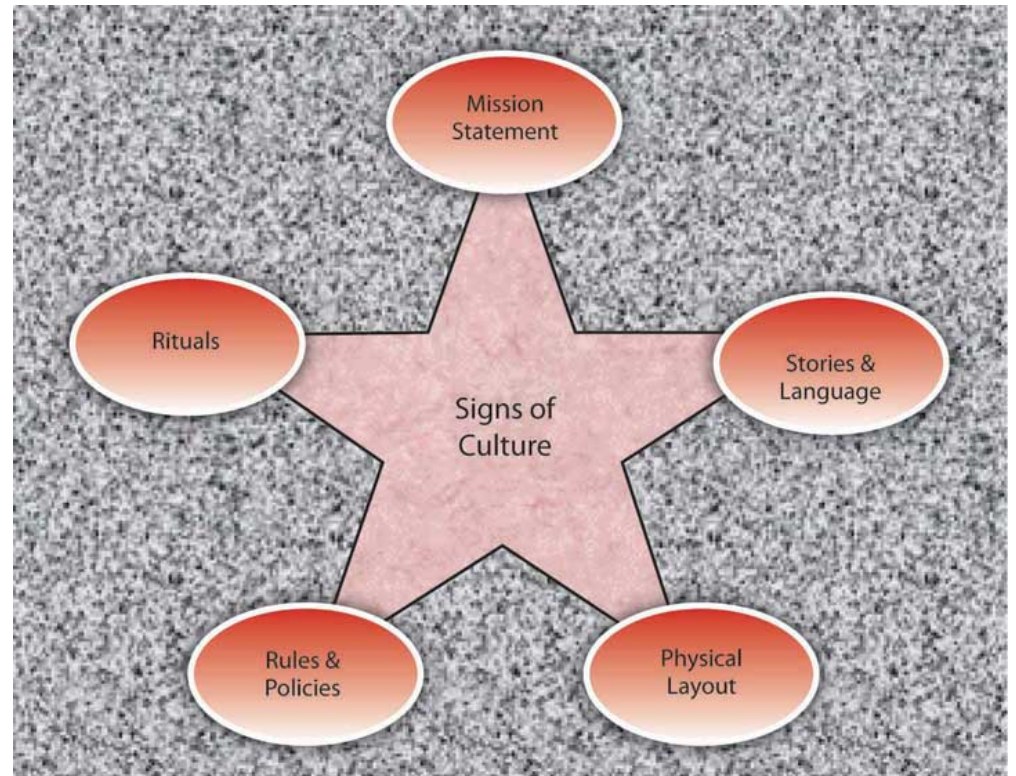 Mission
Statement
Rituals
Stories &
Language
Signs of
Culture
Rules &
Policies
Physical
Layout